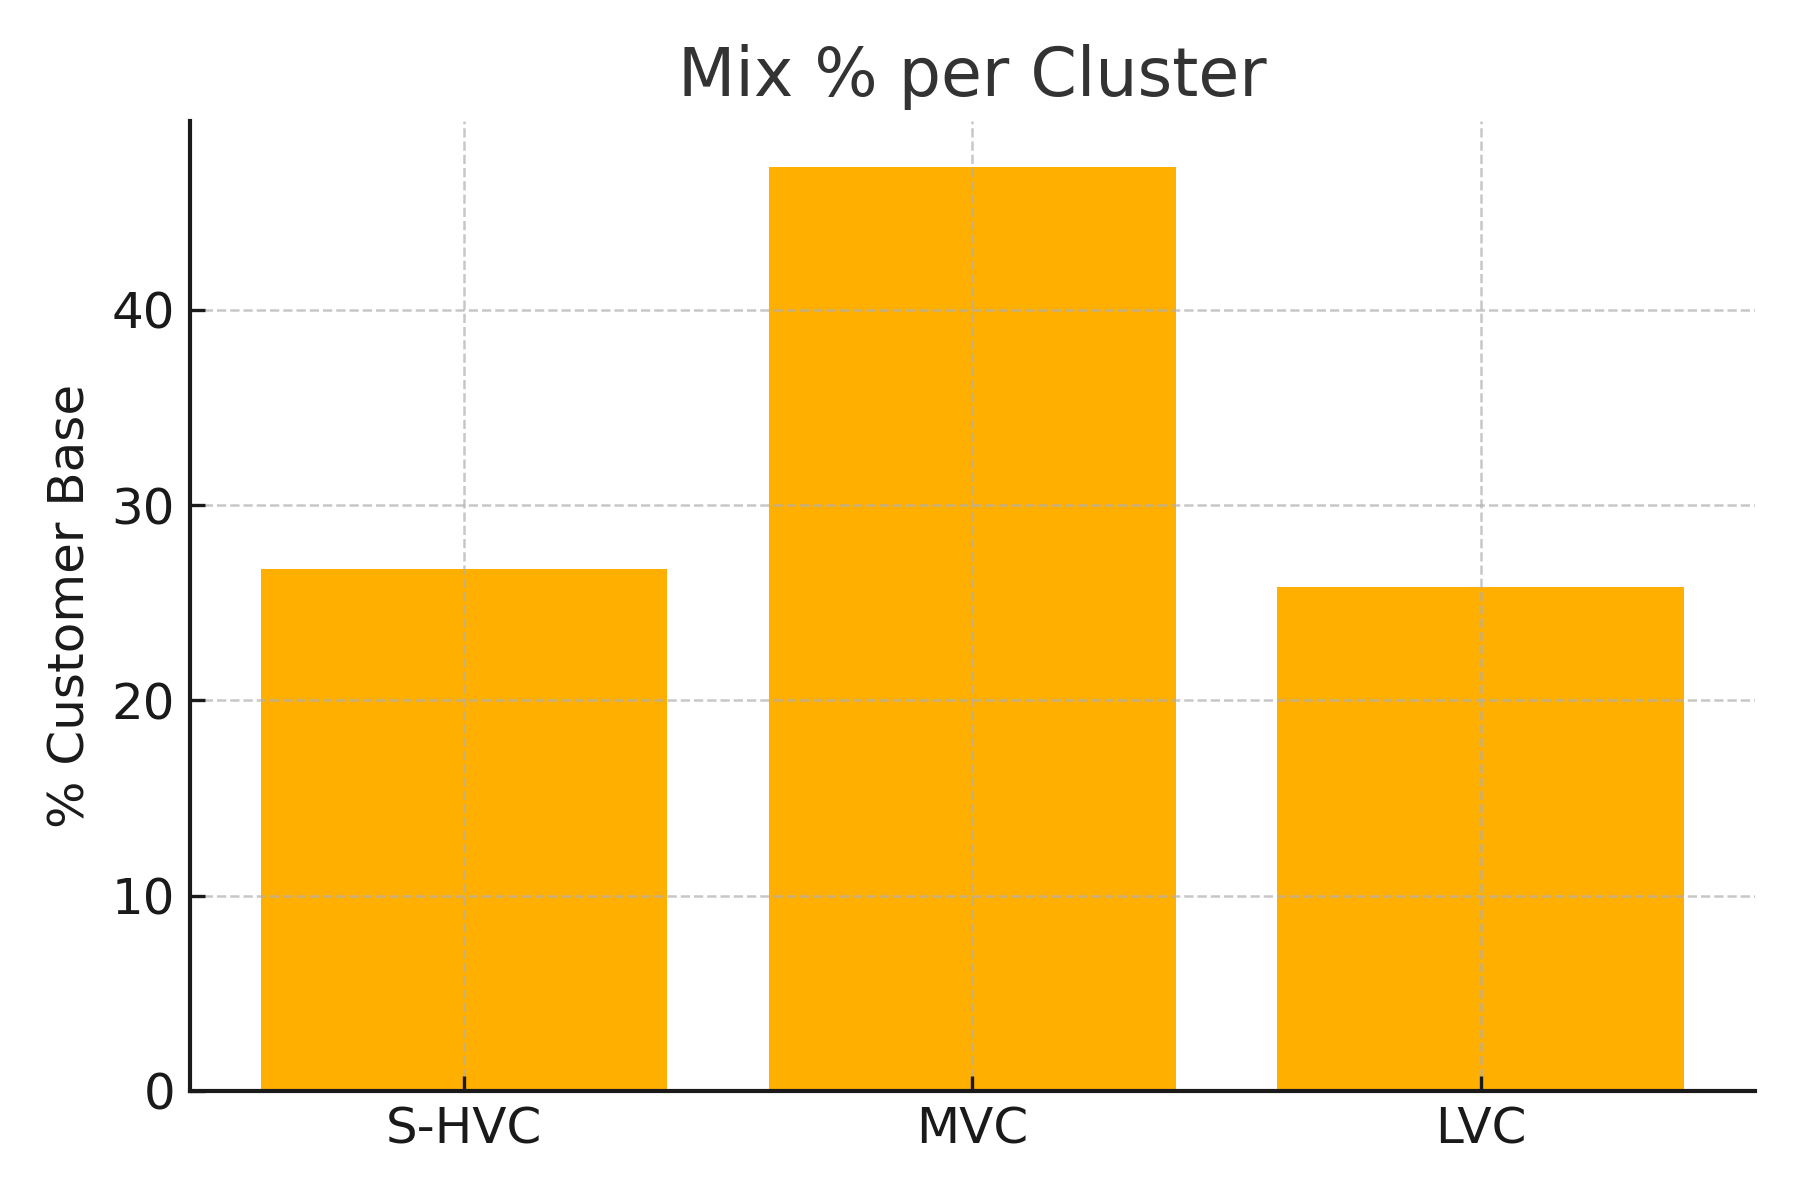 Mix % per Cluster
% Customer Base
40
30
20
10
0
S-HVC MVC LVC